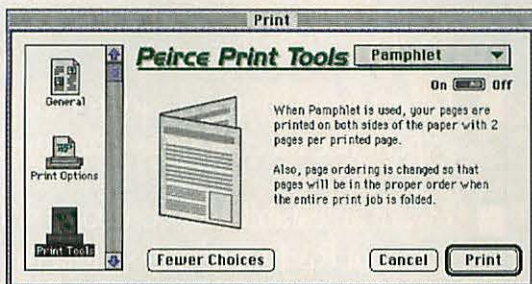 Print
Peirce Print Tools Pamphlet
On Off
General
Print Options
Print Tools
When Pamphlet is used, your pages are
printed on both sides of the paper with 2
pages per printed page.
Also, page ordering is changed so that
pages will be in the proper order when
the entire print job is folded.
Fewer Choices Cancel Print